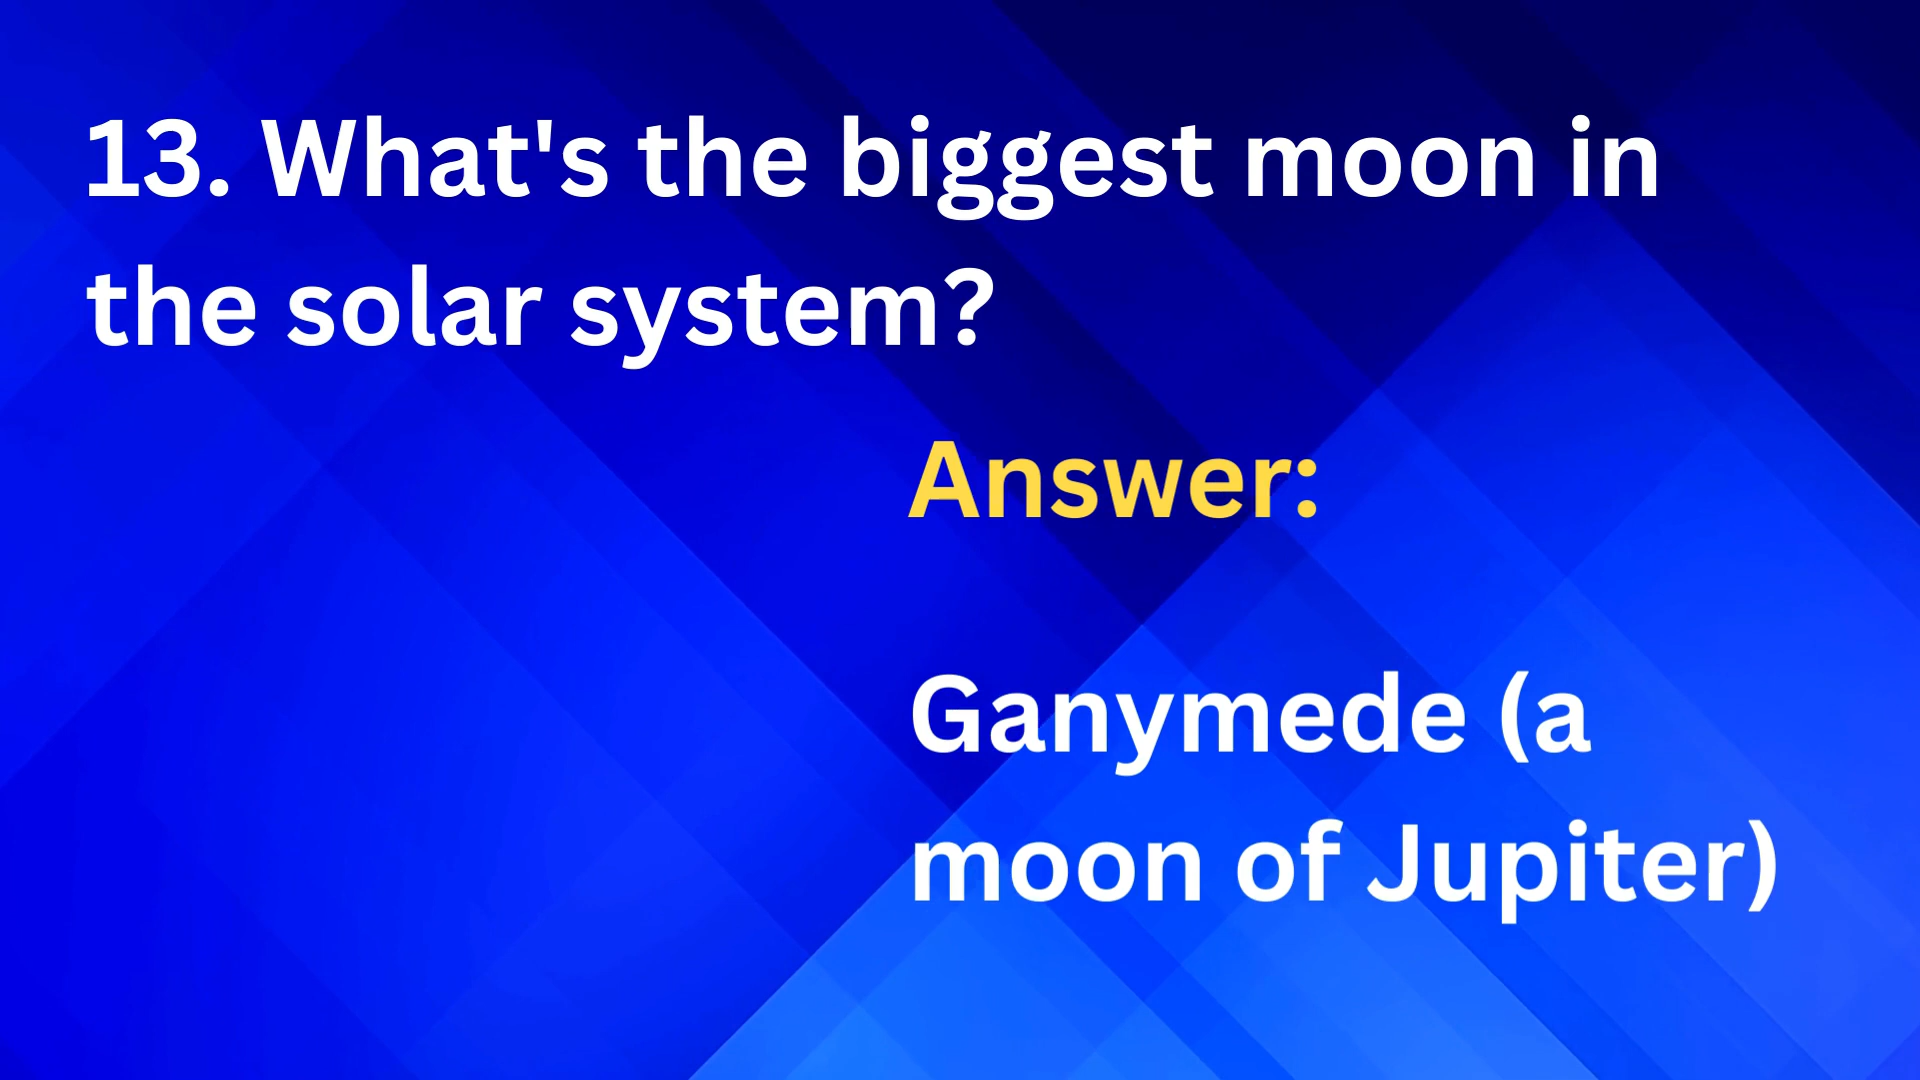 13. What's the biggest moon in
the solar system?
Answer:
Ganymede (a
moon of Jupiter)